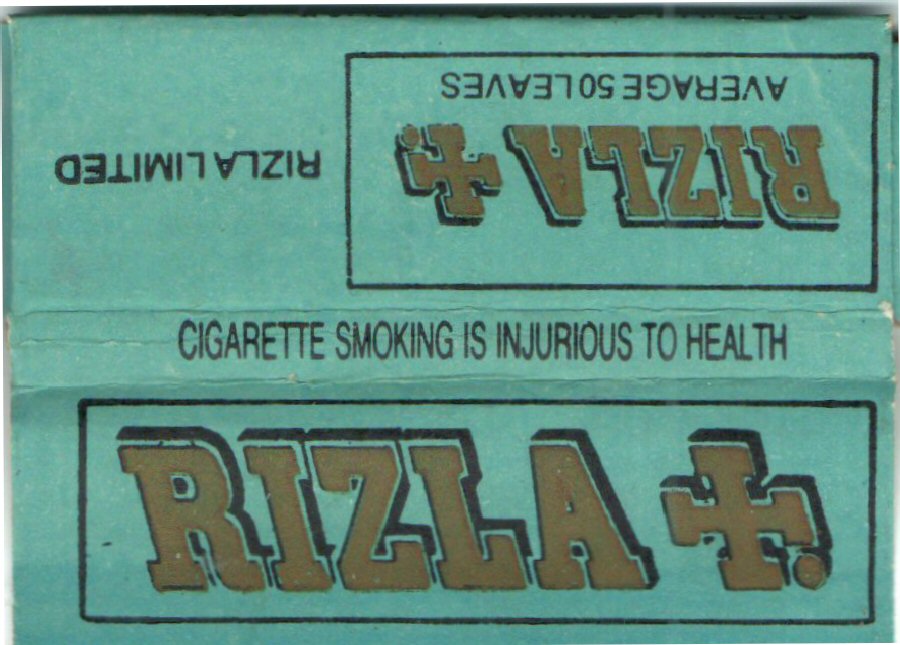 AVERAGE 50 LEAVES
RIZLA +.
RIZLA LIMITED
CIGARETTE SMOKING IS INJURIOUS TO HEALTH
RIZLA +.